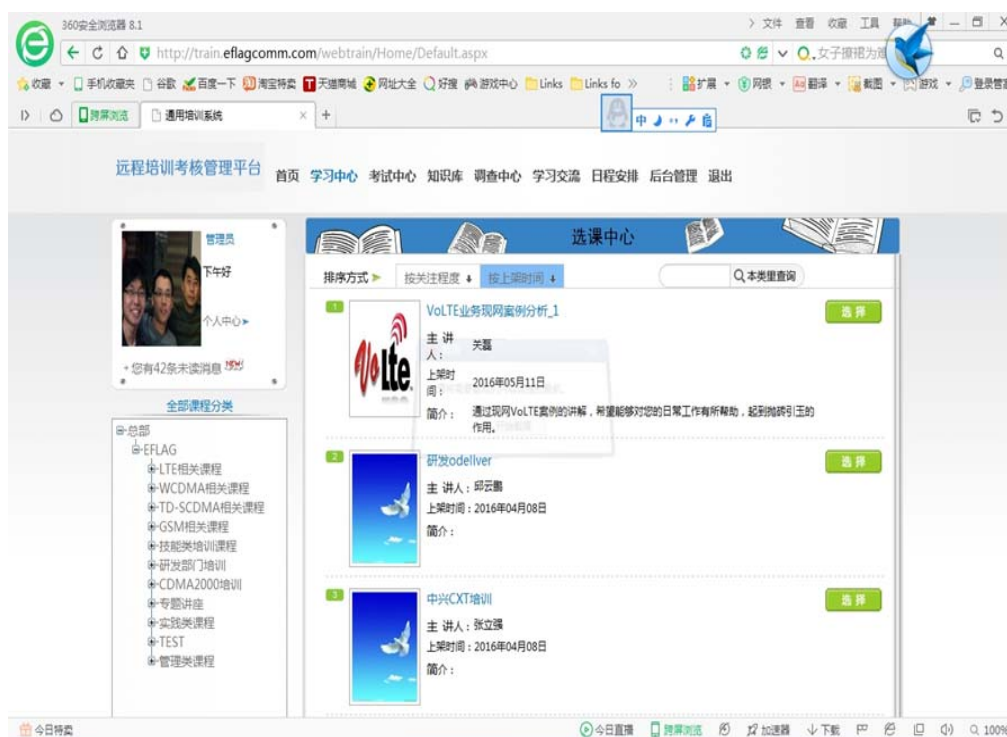 360安全浏览器 8.1
文件 查看 收藏 工具 帮助
http://train.eflagcomm.com/webtrain/Home/Default.aspx
女子撩裙为
收藏 手机收藏夹 谷歌 百度一下 淘宝特卖 天猫商城 网址大全 好搜 游戏中心 Links Links fo » 扩展 网银 翻译 截图 游戏 登录管
跨屏浏览 通用培训系统
中
远程培训考核管理平台
首页 学习中心 考试中心 知识库 调查中心 学习交流 日程安排 后台管理 退出
管理员
下午好
个人中心
您有42条未读消息 NEW
全部课程分类
总部
EFLAG
LTE相关课程
WCDMA相关课程
TD-SCDMA相关课程
GSM相关课程
技能类培训课程
研发部门培训
CDMA2000培训
专题讲座
实践类课程
TEST
管理类课程
选课中心
排序方式 按关注程度 按上架时间 本类里查询
1
VoLTE业务现网案例分析_1
选 择
VoLte
主 讲人: 关磊
上架时间: 2016年05月11日
简介: 通过现网VoLTE案例的讲解,希望能够对您的日常工作有所帮助,起到抛砖引玉的
作用。
2
研发odeliver
选 择
主 讲人:邱云鹏
上架时间:2016年04月08日
简介:
3
中兴CXT培训
选 择
主 讲人:张立强
上架时间:2016年04月08日
简介:
今日特卖
今日直播 跨屏浏览 加速器 下载 100%